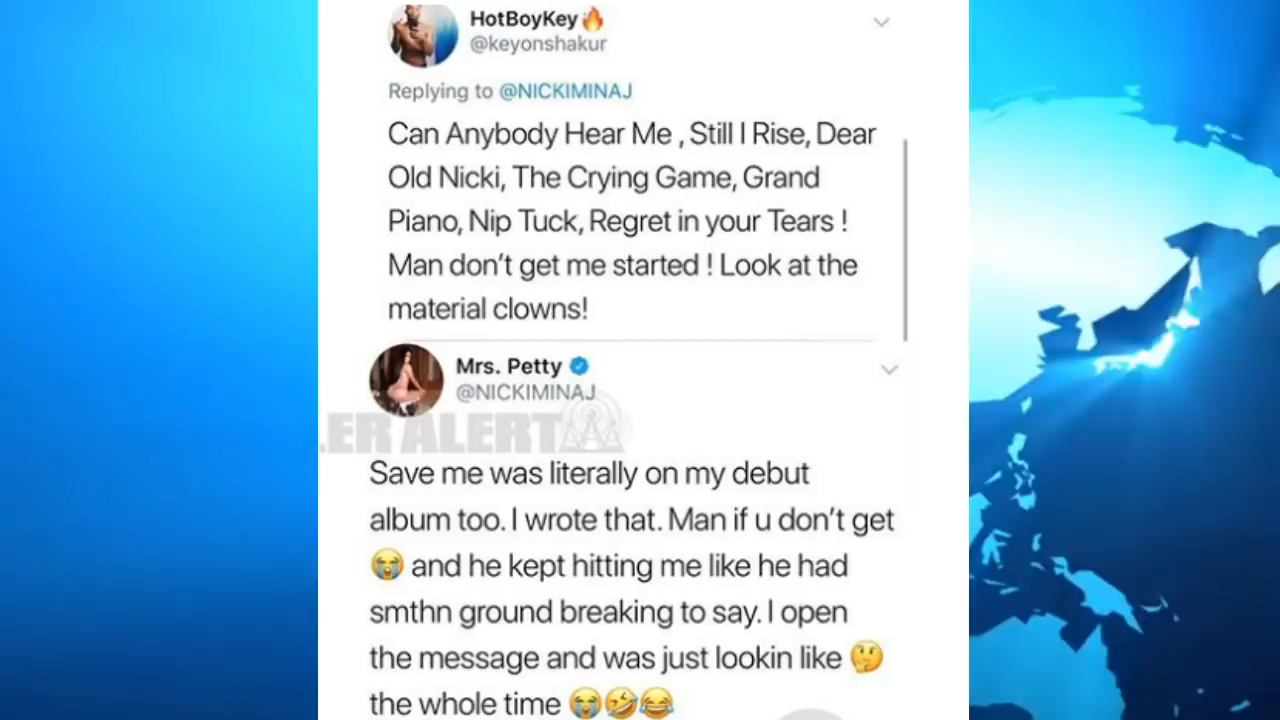 HotBoyKey🔥
@keyonshakur
Replying to @NICKIMINAJ
Can Anybody Hear Me , Still I Rise, Dear
Old Nicki, The Crying Game, Grand
Piano, Nip Tuck, Regret in your Tears !
Man don't get me started ! Look at the
material clowns!
Mrs. Petty
@NICKIMINAJ
ER ALERT
Save me was literally on my debut
album too. I wrote that. Man if u don't get
😭 and he kept hitting me like he had
smthn ground breaking to say. I open
the message and was just lookin like 🤔
the whole time 😭🤣😂